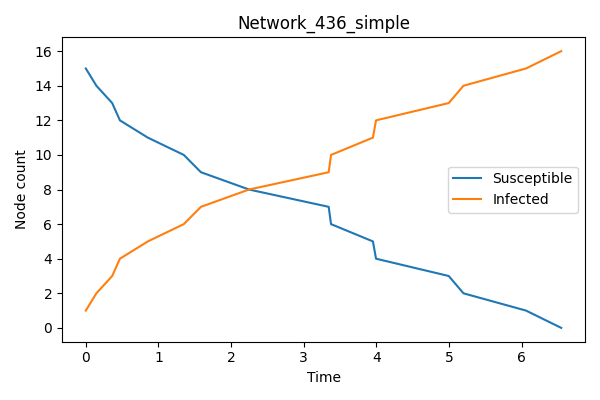 Network_436_simple
Node count
16
14
12
10
8
6
4
2
0
Susceptible
Infected
0 1 2 3 4 5 6
Time